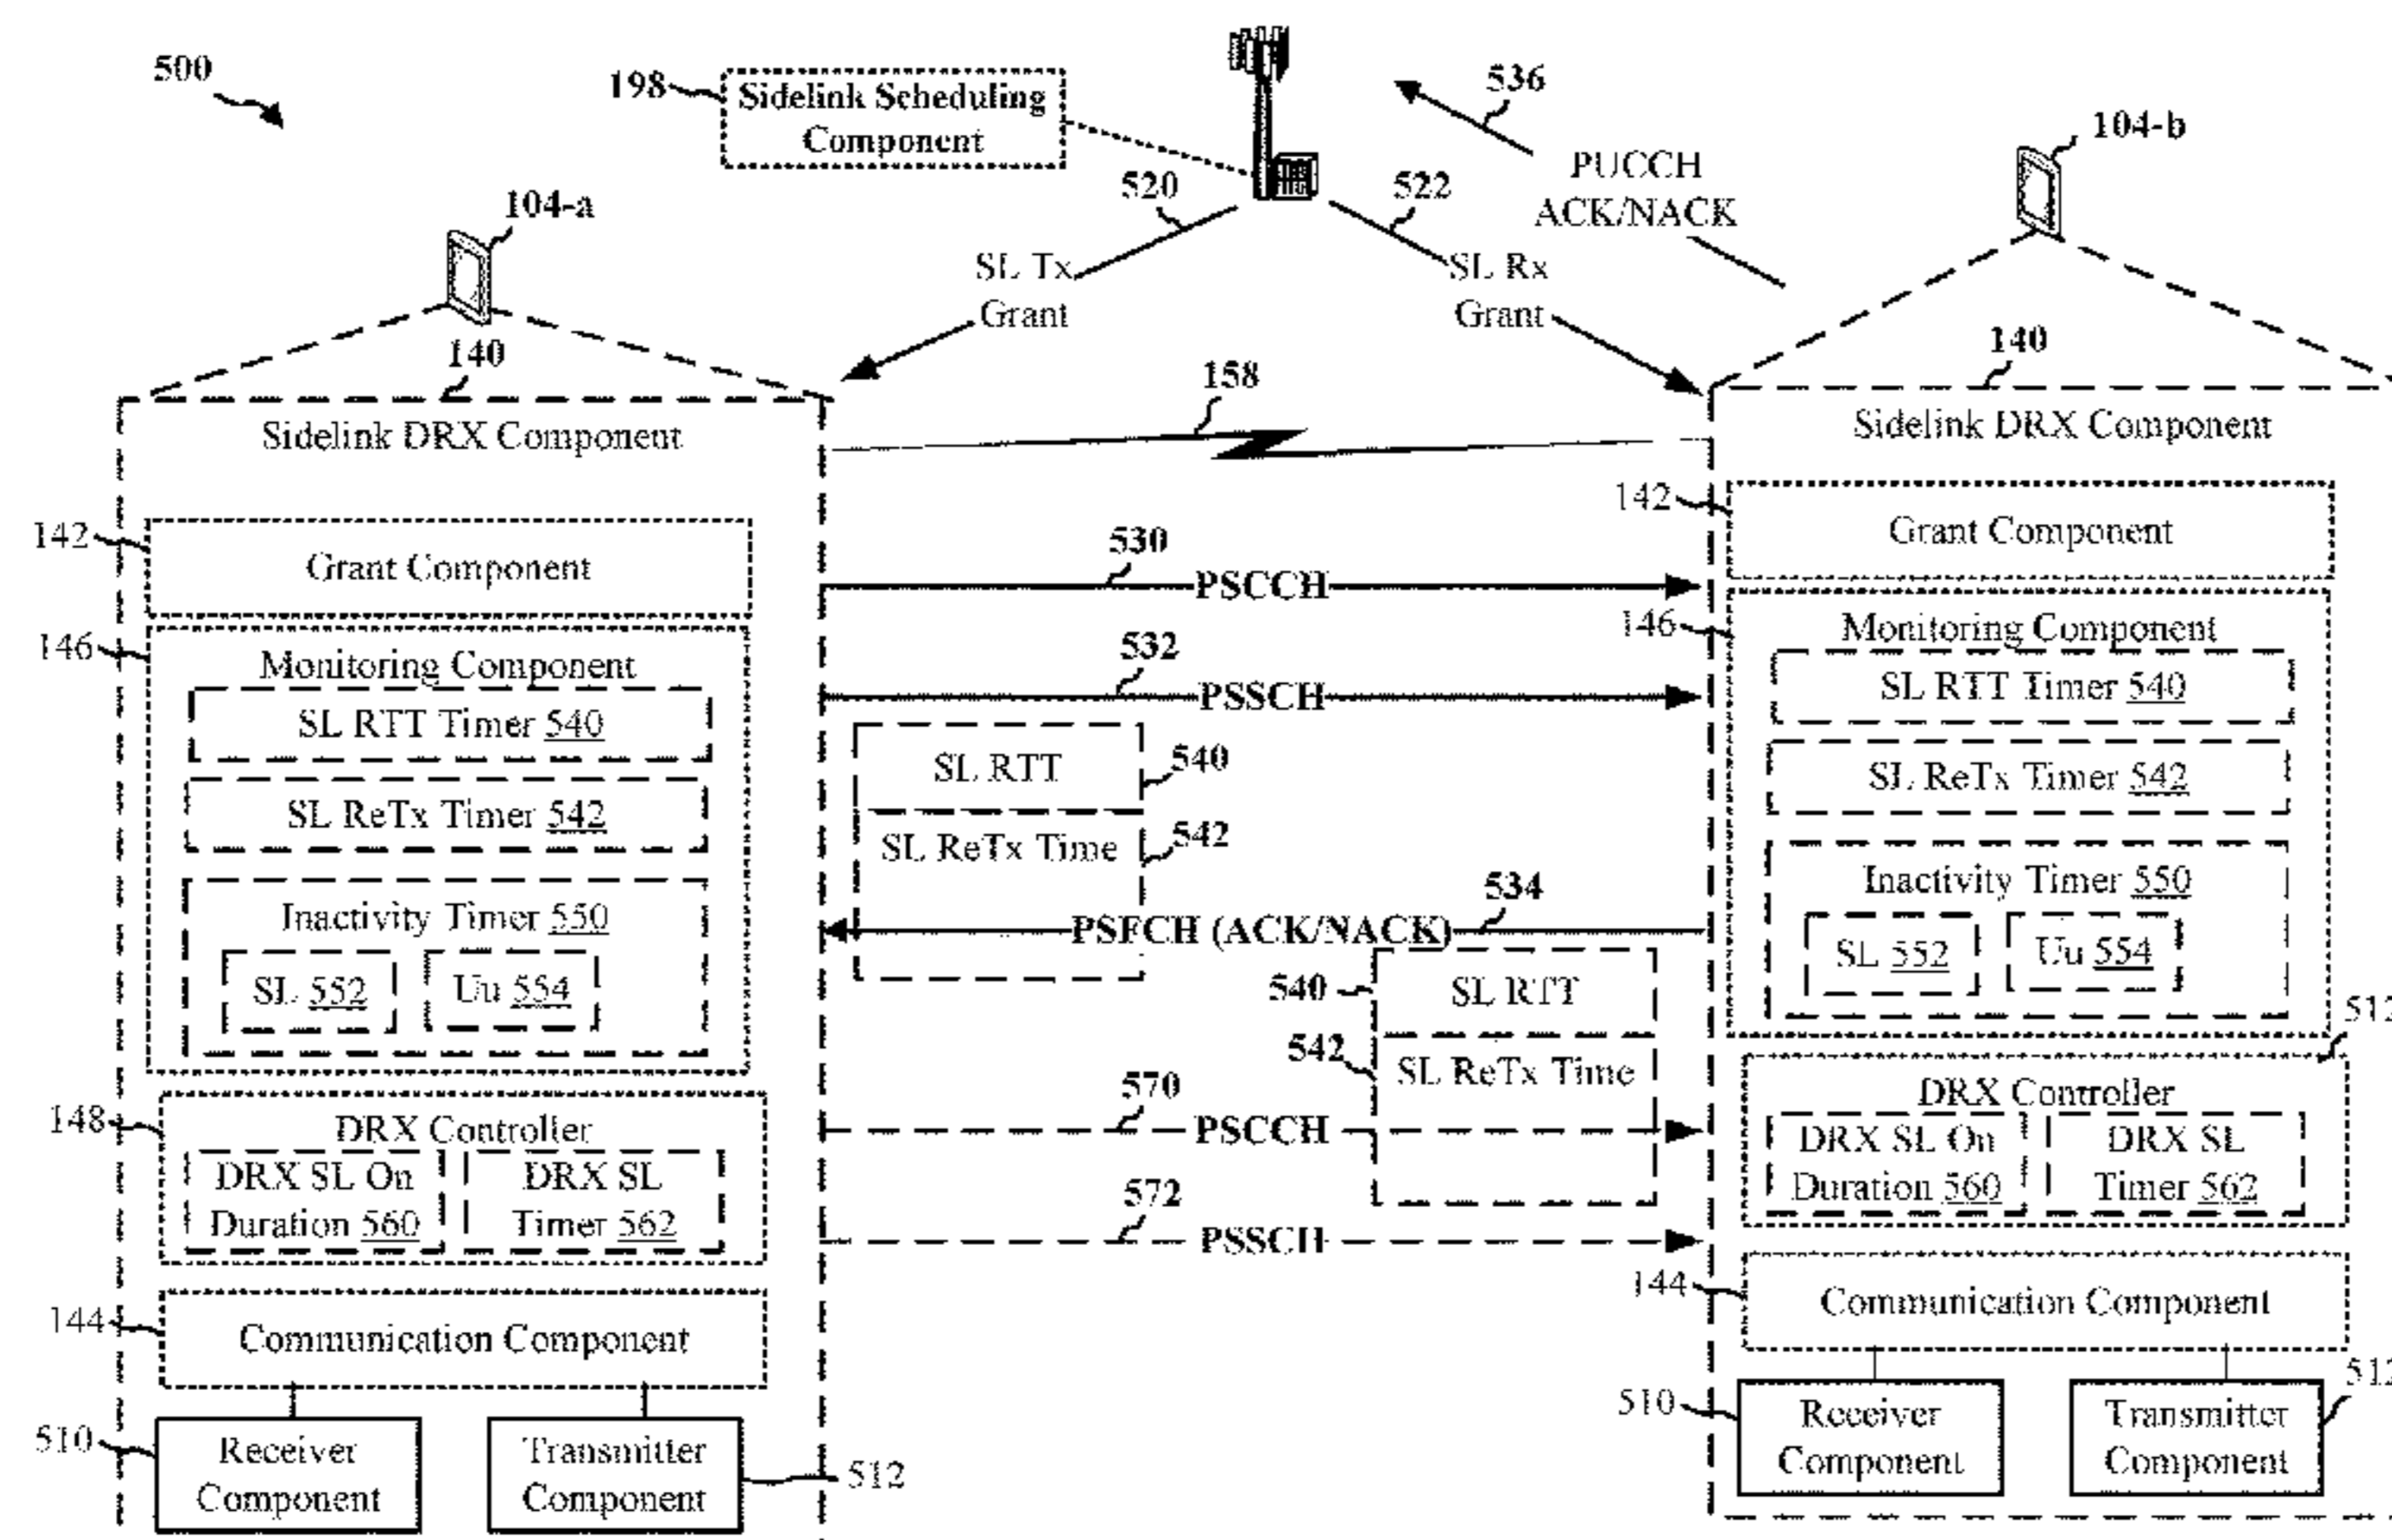 500
198
Sidelink Scheduling
Component
536
104-b
PUCCH
ACK/NACK
520
522
104-a
SL Tx
Grant
SL Rx
Grant
140
Sidelink DRX Component
142
Grant Component
146
Monitoring Component
SL RTT Timer 540
SL ReTx Timer 542
Inactivity Timer 550
SL 552
Uu 554
148
DRX Controller
DRX SL On
Duration 560
DRX SL
Timer 562
144
Communication Component
510
Receiver
Component
Transmitter
Component
512
158
530
PSCCH
532
PSSCH
SL RTT
540
SL ReTx Time
542
534
PSFCH (ACK/NACK)
540
SL RTT
542
SL ReTx Time
570
PSCCH
572
PSSCH
140
Sidelink DRX Component
142
Grant Component
146
Monitoring Component
SL RTT Timer 540
SL ReTx Timer 542
Inactivity Timer 550
SL 552
Uu 554
512
DRX Controller
DRX SL On
Duration 560
DRX SL
Timer 562
144
Communication Component
510
Receiver
Component
Transmitter
Component
512